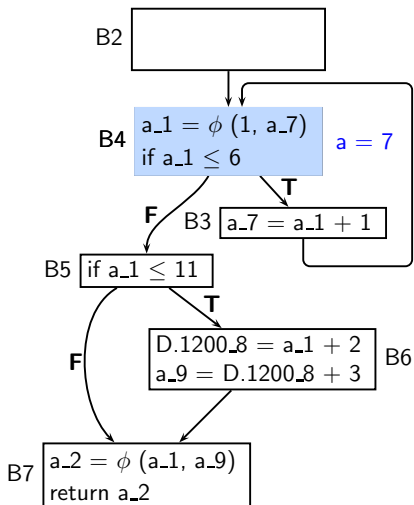 B2
B4
a_1 = ϕ (1, a_7)
if a_1 ≤ 6
a = 7
F
T
B3
a_7 = a_1 + 1
B5
if a_1 ≤ 11
T
F
D.1200_8 = a_1 + 2
a_9 = D.1200_8 + 3
B6
B7
a_2 = ϕ (a_1, a_9)
return a_2